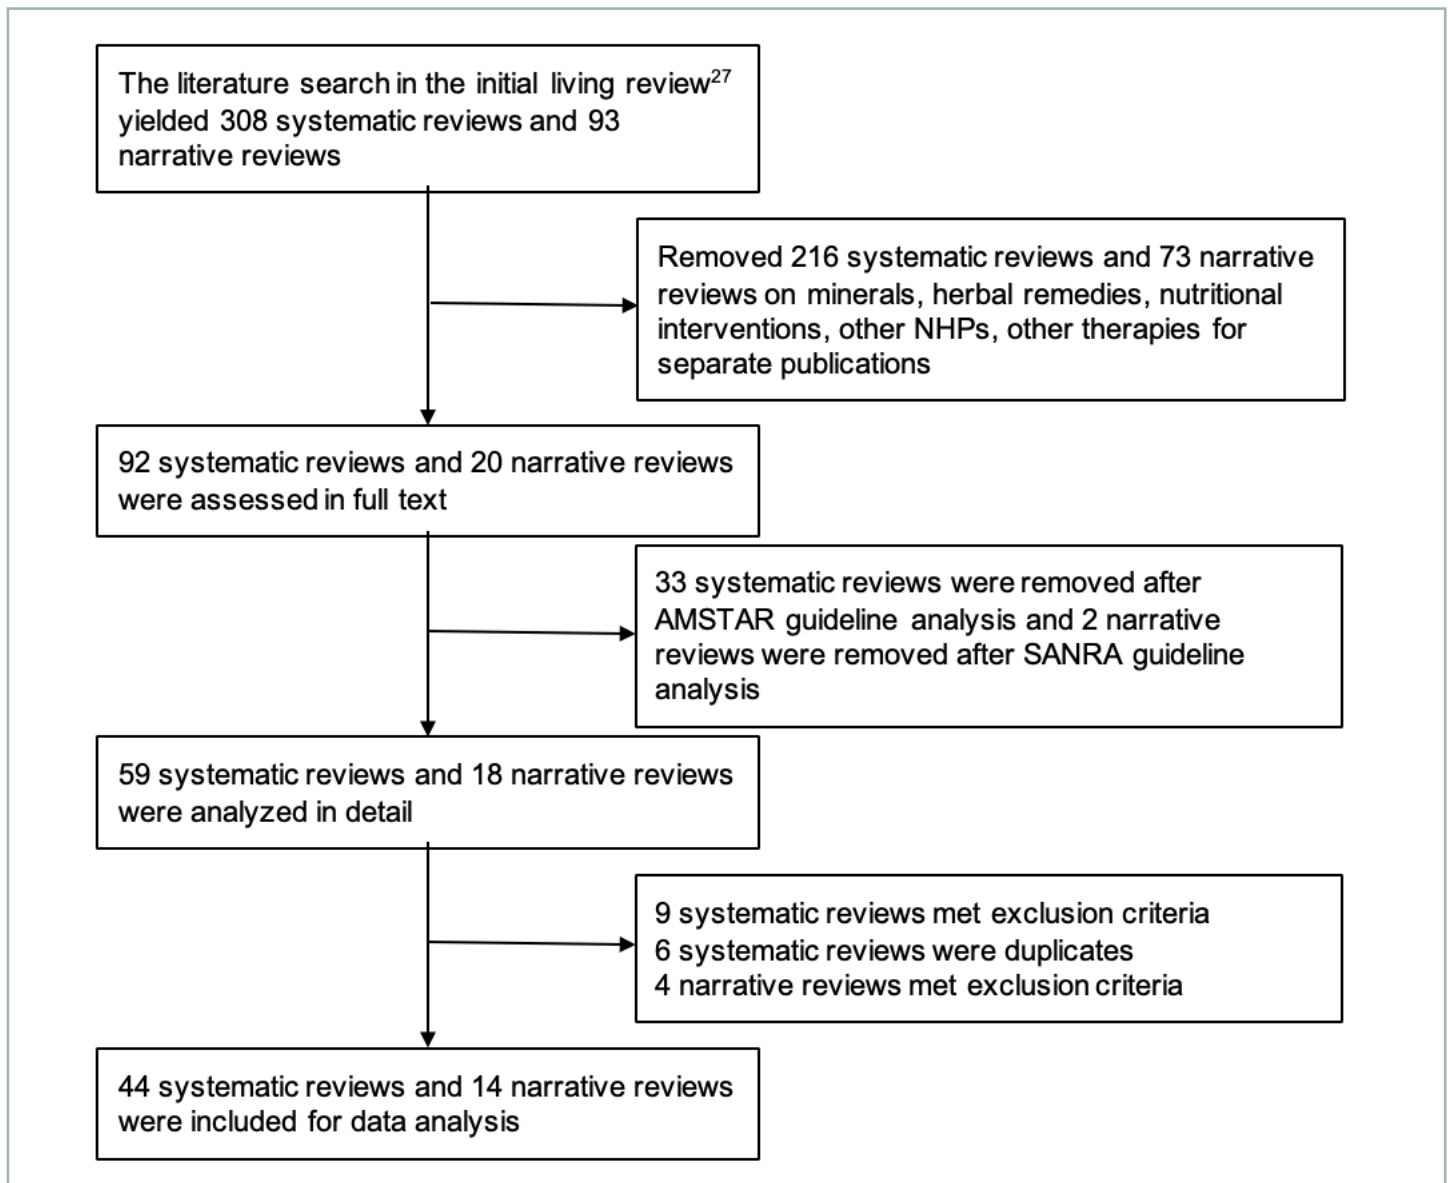 The literature search in the initial living review27
yielded 308 systematic reviews and 93
narrative reviews
Removed 216 systematic reviews and 73 narrative
reviews on minerals, herbal remedies, nutritional
interventions, other NHPs, other therapies for
separate publications
92 systematic reviews and 20 narrative reviews
were assessed in full text
33 systematic reviews were removed after
AMSTAR guideline analysis and 2 narrative
reviews were removed after SANRA guideline
analysis
59 systematic reviews and 18 narrative reviews
were analyzed in detail
9 systematic reviews met exclusion criteria
6 systematic reviews were duplicates
4 narrative reviews met exclusion criteria
44 systematic reviews and 14 narrative reviews
were included for data analysis